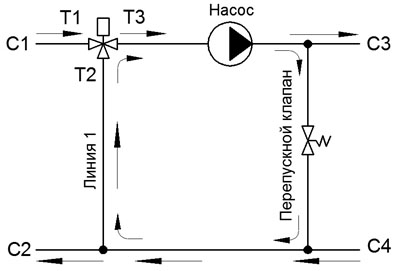 Насос
T1
T3
C1
C3
T2
Линия 1
Перепускной клапан
C2
C4